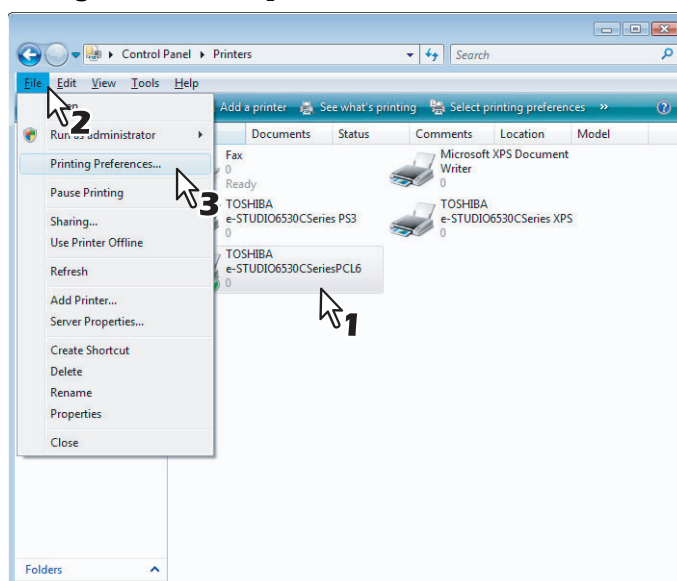 Control Panel ▸ Printers
Search
File Edit View Tools Help
Add a printer See what's printing Select printing preferences »
Documents Status Comments Location Model
2
Run as administrator
Printing Preferences...
3
Pause Printing
Sharing...
Use Printer Offline
Refresh
Add Printer...
Server Properties...
Create Shortcut
Delete
Rename
Properties
Close
Fax
0
Ready
Microsoft XPS Document
Writer
0
TOSHIBA
e-STUDIO6530CSeries PS3
0
TOSHIBA
e-STUDIO6530CSeries XPS
0
TOSHIBA
e-STUDIO6530CSeriesPCL6
0
1
Folders